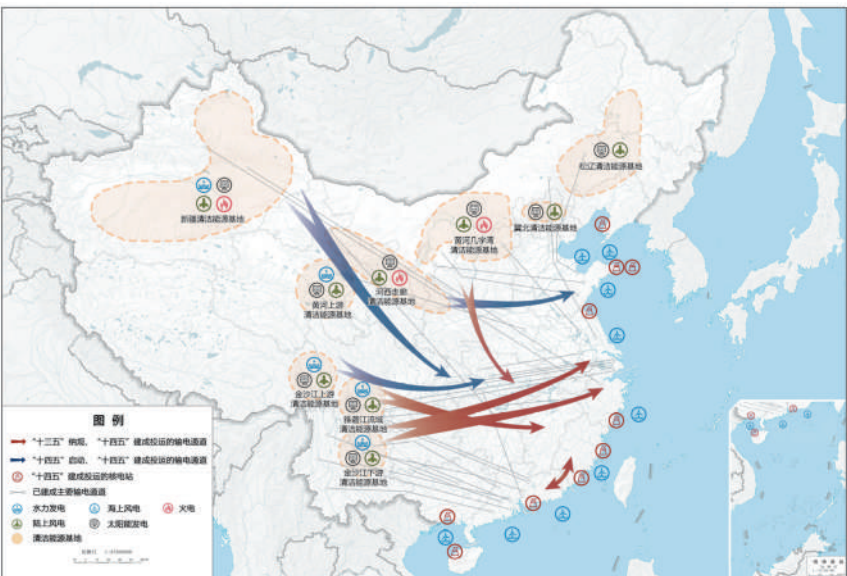 松辽清洁能源基地
新疆清洁能源基地
冀北清洁能源基地
黄河几字湾
清洁能源基地
河西走廊
清洁能源基地
黄河上游
清洁能源基地
金沙江上游
清洁能源基地
雅砻江流域
清洁能源基地
金沙江下游
清洁能源基地
图 例
“十三五”纳规、“十四五”建成投运的输电通道
“十四五”启动、“十四五”建成投运的输电通道
“十四五”建成投运的核电站
已建成主要输电通道
水力发电 海上风电 火电
陆上风电 太阳能发电
清洁能源基地